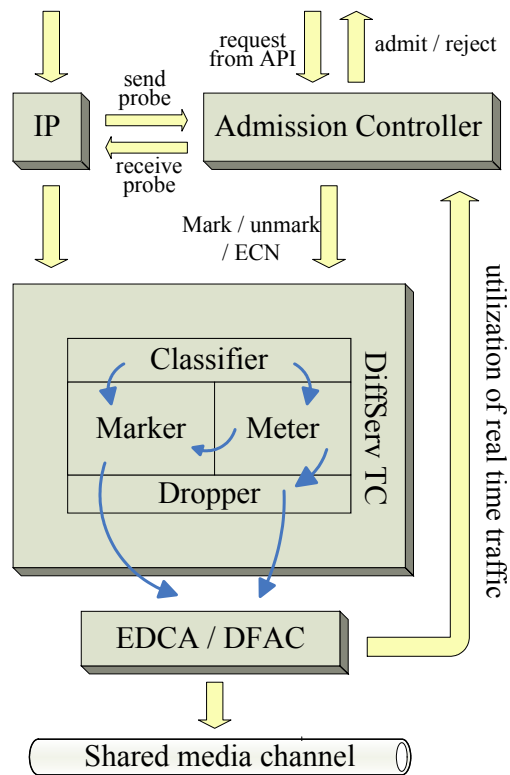 request
from API
admit / reject
send
probe
IP
Admission Controller
receive
probe
Mark / unmark
/ ECN
Classifier
Marker
Meter
Dropper
DiffServ TC
utilization of real time traffic
EDCA / DFAC
Shared media channel